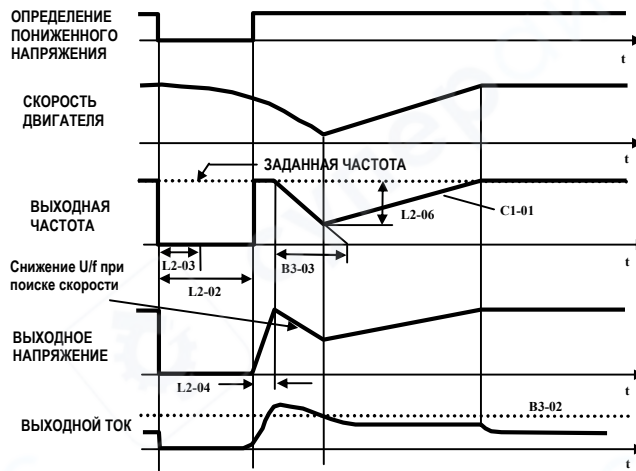 ОПРЕДЕЛЕНИЕ
ПОНИЖЕННОГО
НАПРЯЖЕНИЯ
t
СКОРОСТЬ
ДВИГАТЕЛЯ
t
ЗАДАННАЯ ЧАСТОТА
ВЫХОДНАЯ
ЧАСТОТА
L2-06
C1-01
t
L2-03
B3-03
L2-02
Снижение U/f при
поиске скорости
ВЫХОДНОЕ
НАПРЯЖЕНИЕ
t
L2-04
B3-02
ВЫХОДНОЙ ТОК
t